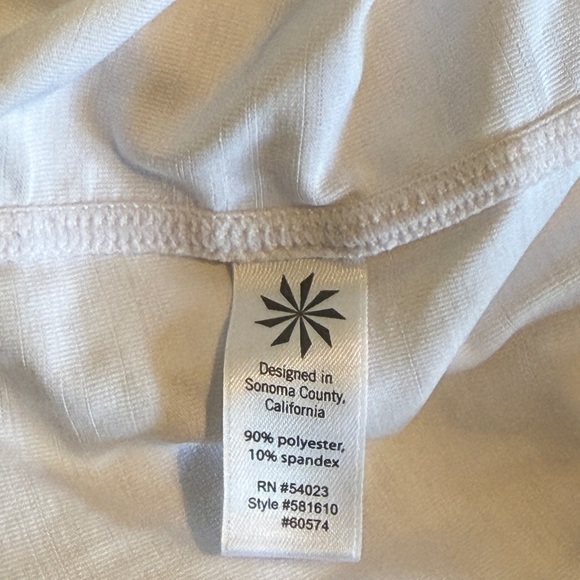 Designed in
Sonoma County,
California
90% polyester,
10% spandex
RN #54023
Style #581610
#60574